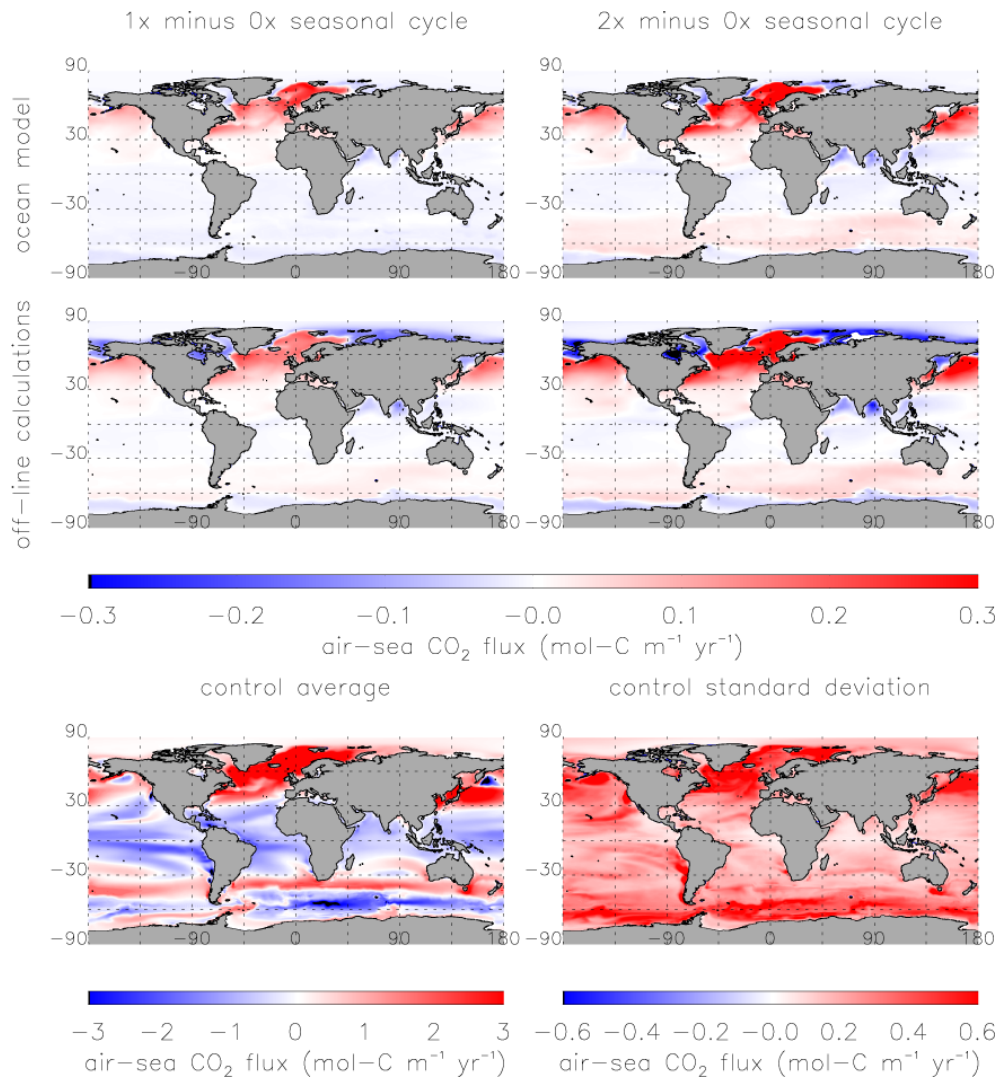 1x minus 0x seasonal cycle
2x minus 0x seasonal cycle
ocean model
90
30
−30
−90
−90 0 90 180
90
30
−30
−90
−90 0 90 180
off−line calculations
90
30
−30
−90
−90 0 90 180
90
30
−30
−90
−90 0 90 180
−0.3 −0.2 −0.1 −0.0 0.1 0.2 0.3
air−sea CO₂ flux (mol−C m⁻¹ yr⁻¹)
control average
control standard deviation
90
30
−30
−90
−90 0 90 180
90
30
−30
−90
−90 0 90 180
−3 −2 −1 0 1 2 3
air−sea CO₂ flux (mol−C m⁻¹ yr⁻¹)
−0.6 −0.4 −0.2 −0.0 0.2 0.4 0.6
air−sea CO₂ flux (mol−C m⁻¹ yr⁻¹)